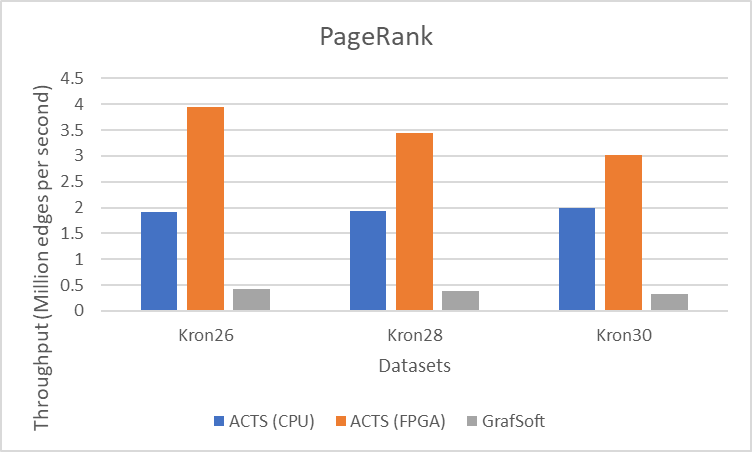 PageRank
Throughput (Million edges per second)
4.5
4
3.5
3
2.5
2
1.5
1
0.5
0
Kron26 Kron28 Kron30
Datasets
ACTS (CPU) ACTS (FPGA) GrafSoft